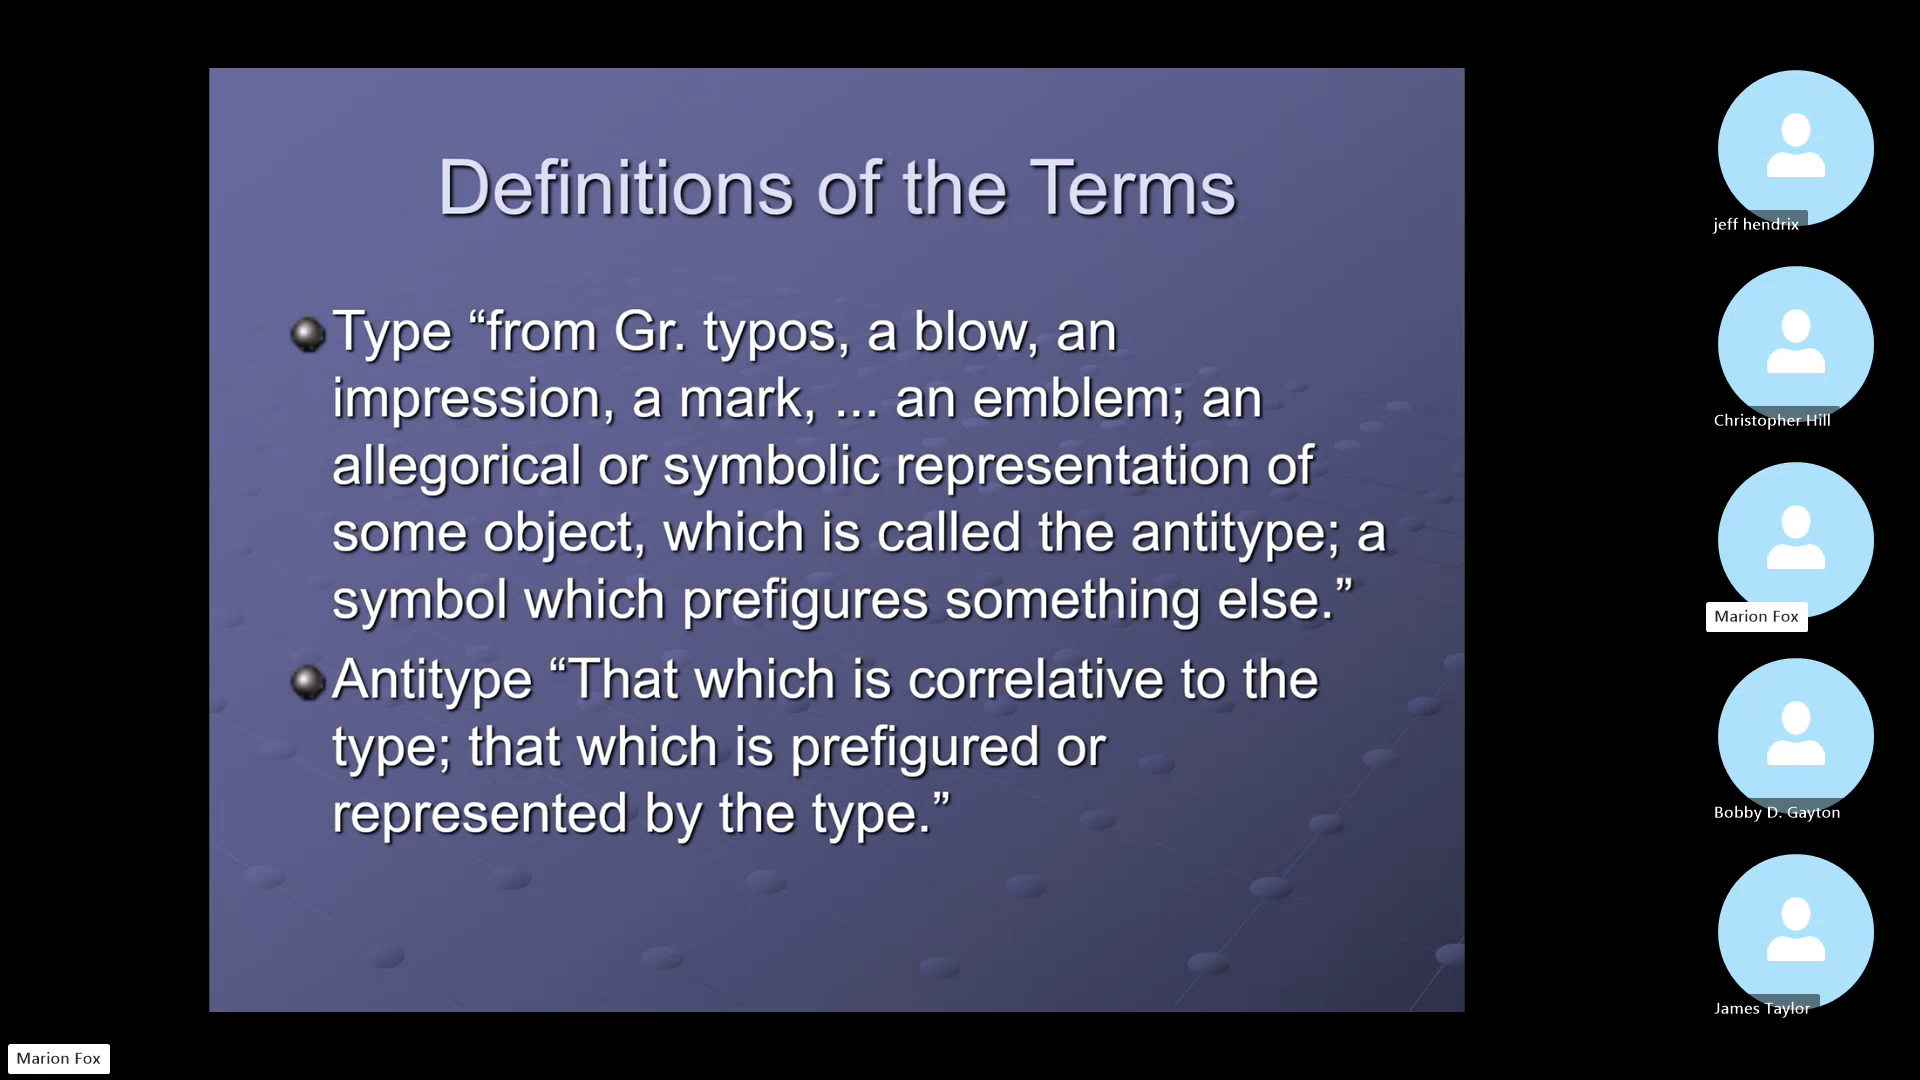 Definitions of the Terms
Type “from Gr. typos, a blow, an
impression, a mark, ... an emblem; an
allegorical or symbolic representation of
some object, which is called the antitype; a
symbol which prefigures something else.”
Antitype “That which is correlative to the
type; that which is prefigured or
represented by the type.”
jeff hendrix
Christopher Hill
Marion Fox
Bobby D. Gayton
James Taylor
Marion Fox